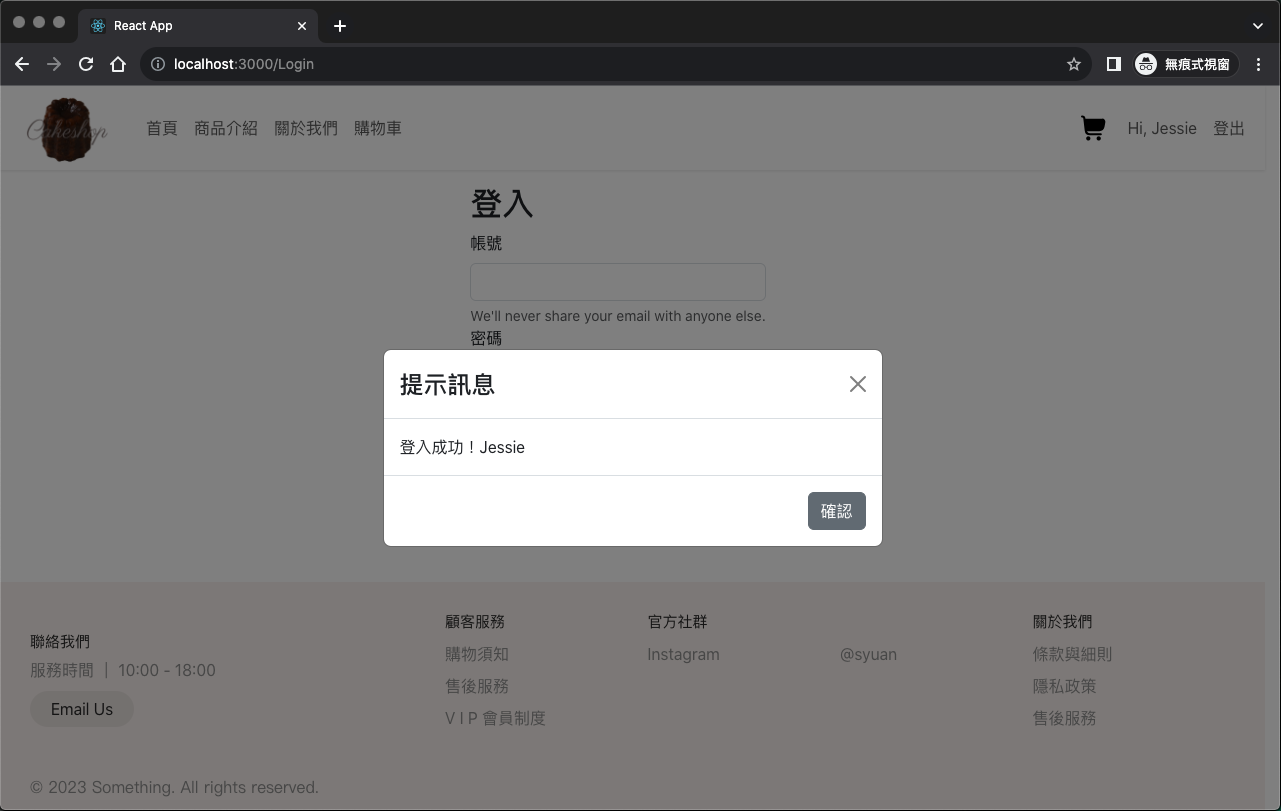 React App
localhost:3000/Login
無痕式視窗
Cakeshop
首頁 商品介紹 關於我們 購物車
Hi, Jessie 登出
登入
帳號
We'll never share your email with anyone else.
密碼
提示訊息
登入成功！Jessie
確認
聯絡我們
服務時間 ｜ 10:00 - 18:00
Email Us
顧客服務
購物須知
售後服務
V I P 會員制度
官方社群
Instagram
@syuan
關於我們
條款與細則
隱私政策
售後服務
© 2023 Something. All rights reserved.